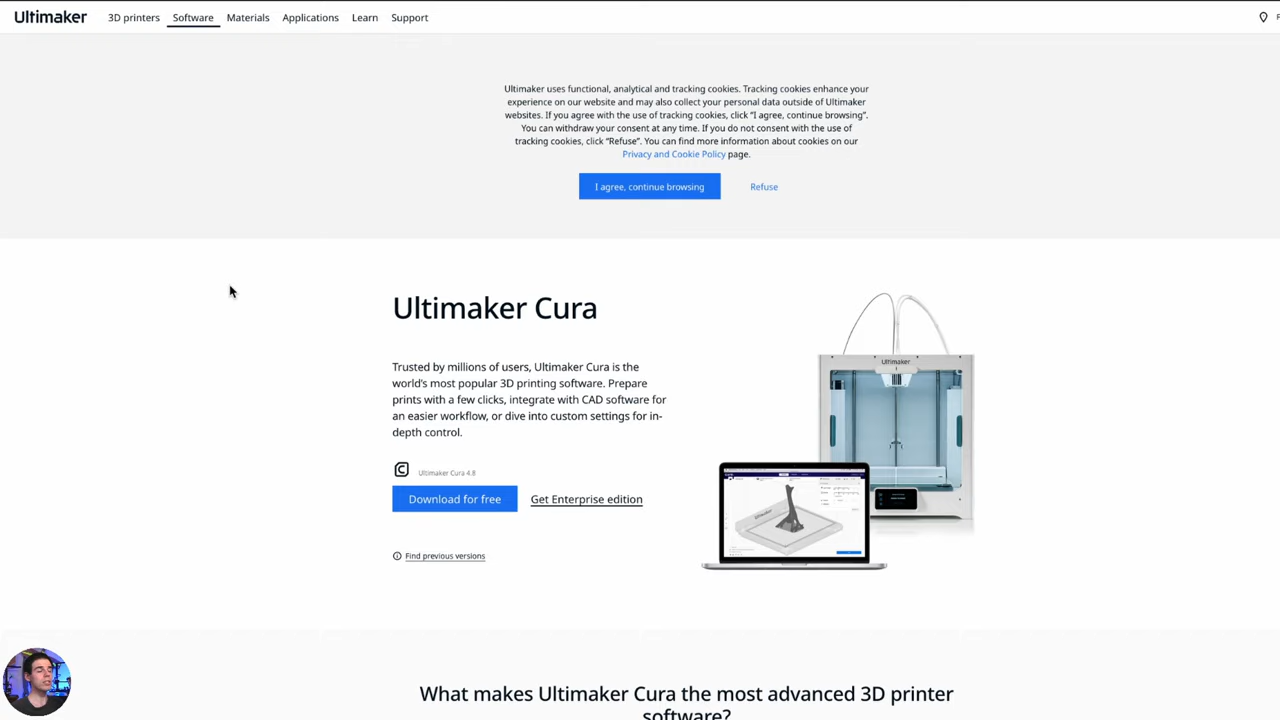 Ultimaker
3D printers
Software
Materials
Applications
Learn
Support
Ultimaker uses functional, analytical and tracking cookies. Tracking cookies enhance your
experience on our website and may also collect your personal data outside of Ultimaker
websites. If you agree with the use of tracking cookies, click “I agree, continue browsing”.
You can withdraw your consent at any time. If you do not consent with the use of
tracking cookies, click “Refuse”. You can find more information about cookies on our
Privacy and Cookie Policy page.
I agree, continue browsing
Refuse
Ultimaker Cura
Trusted by millions of users, Ultimaker Cura is the
world's most popular 3D printing software. Prepare
prints with a few clicks, integrate with CAD software for
an easier workflow, or dive into custom settings for in-
depth control.
Ultimaker Cura 4.8
Download for free
Get Enterprise edition
Find previous versions
Ultimaker
Ultimaker
What makes Ultimaker Cura the most advanced 3D printer
software?